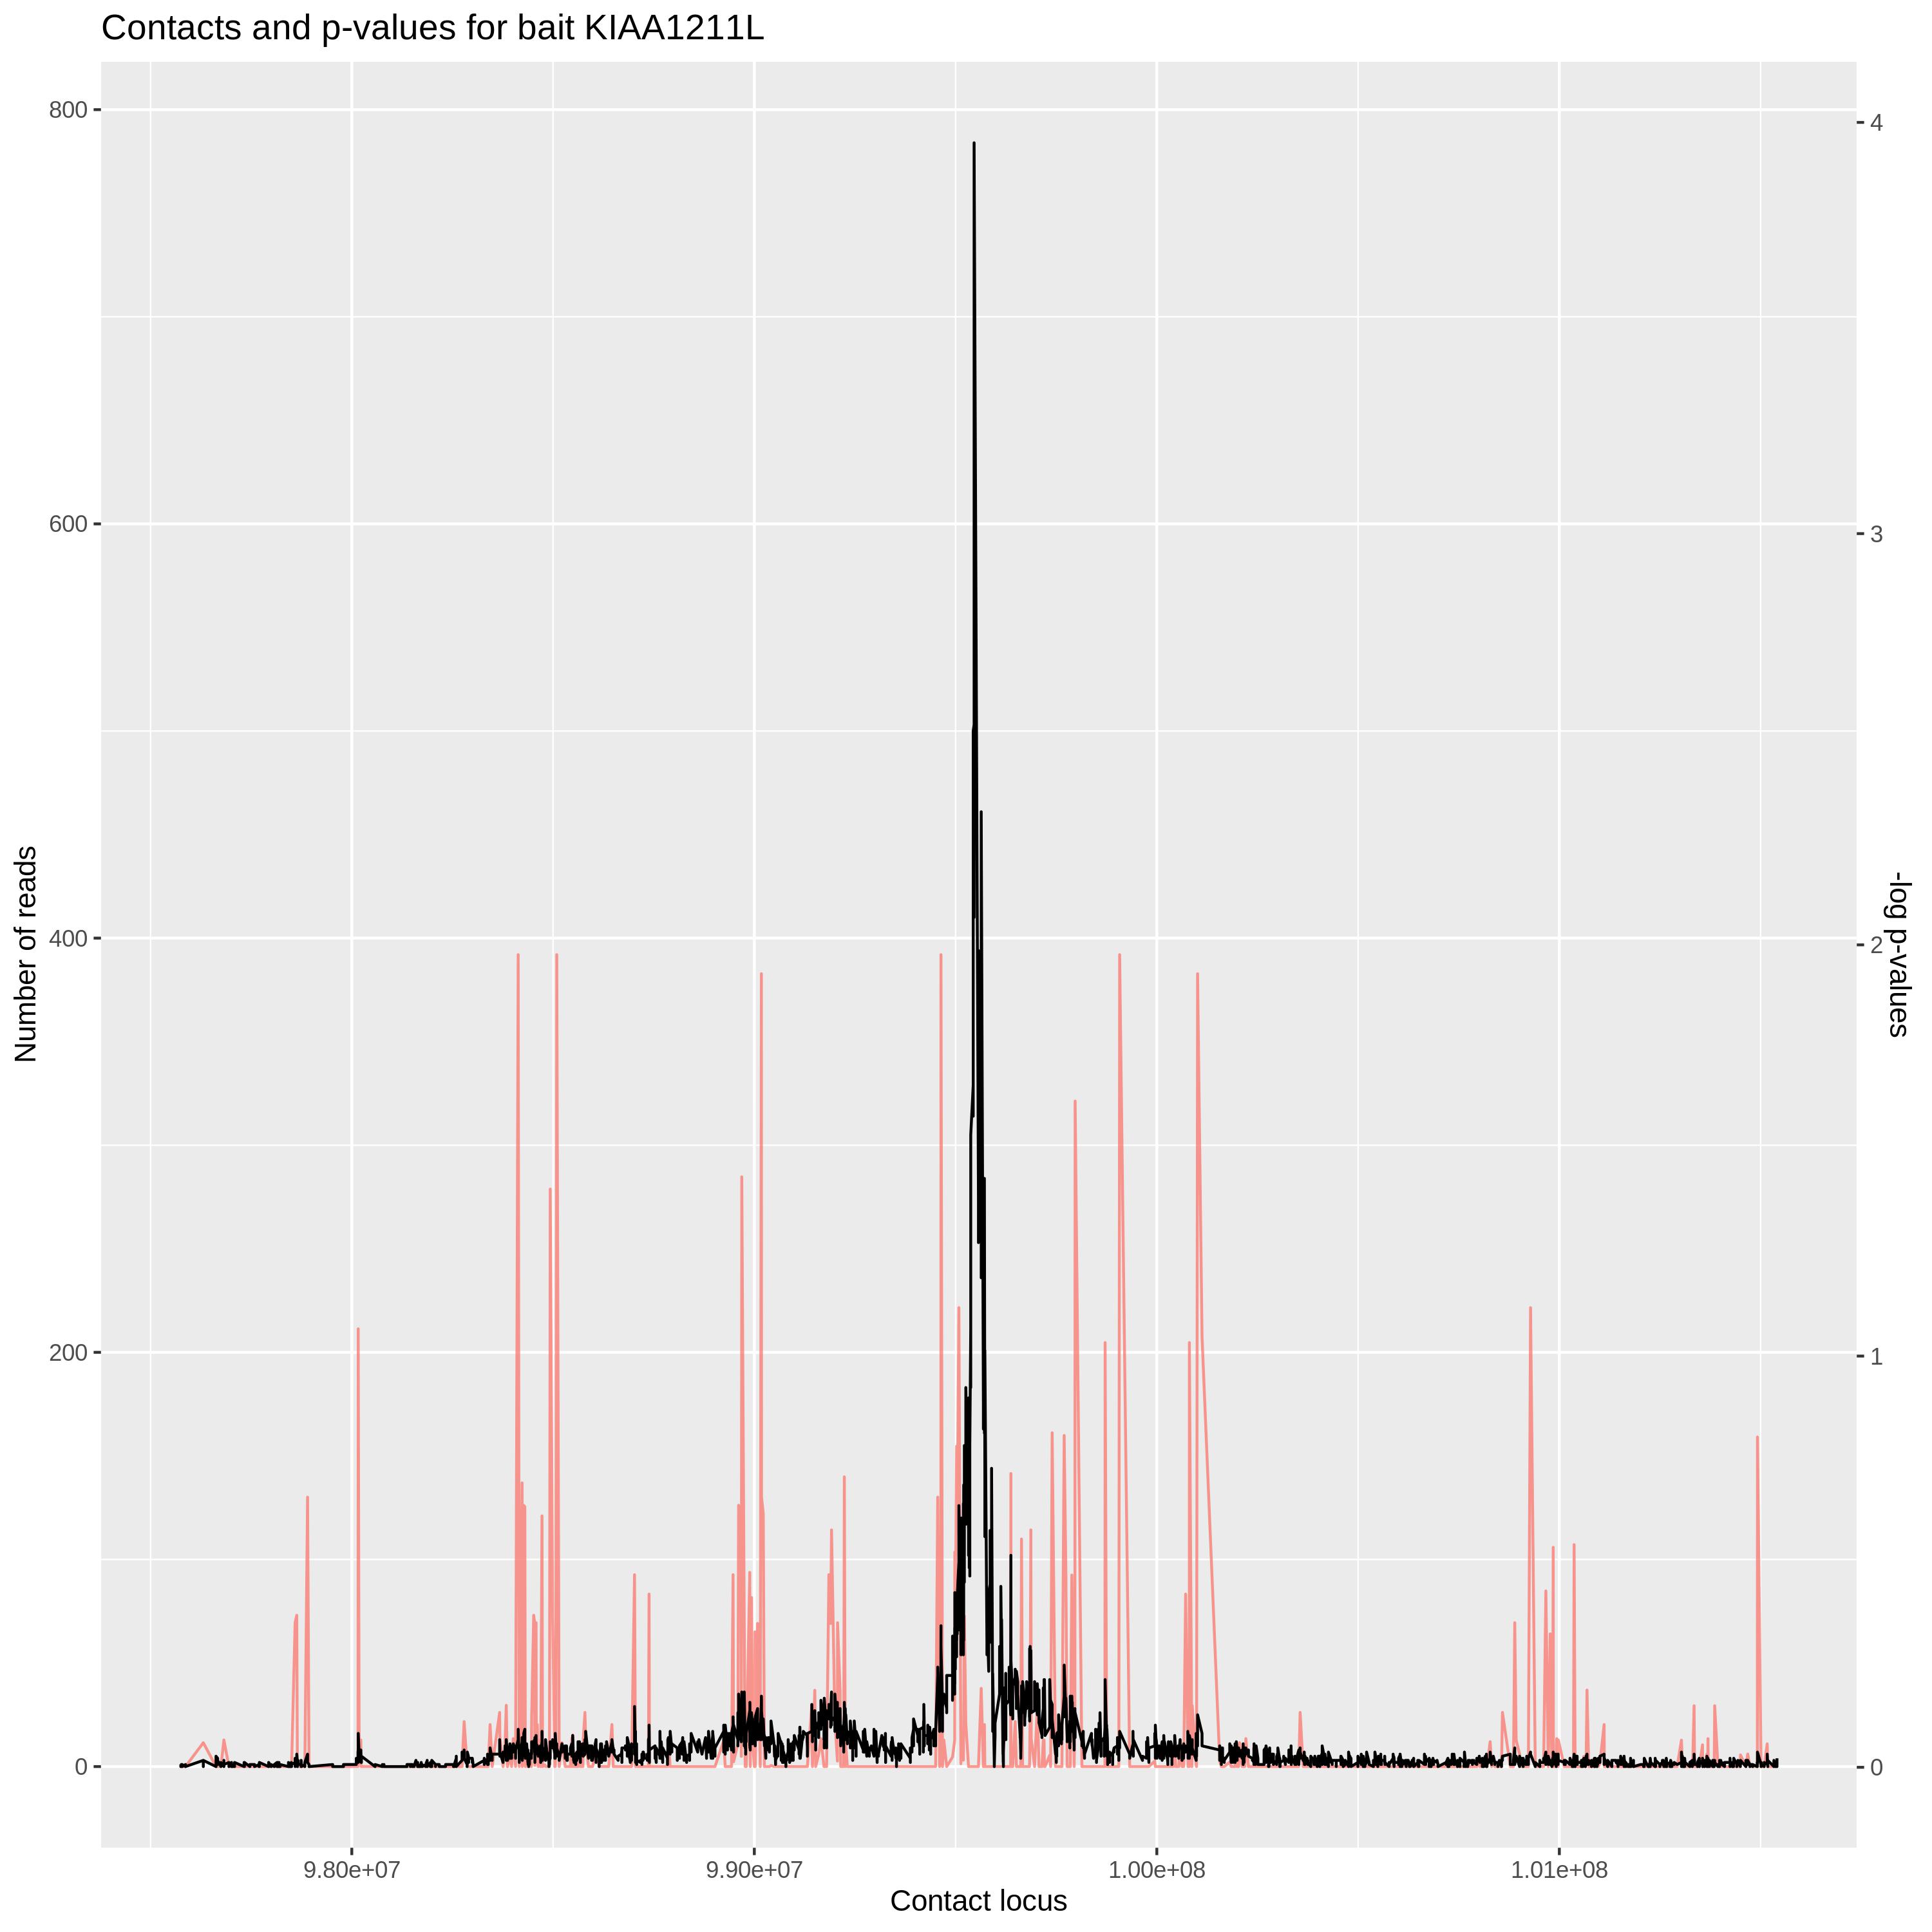 Contacts and p-values for bait KIAA1211L
800
600
400
200
0
4
3
2
1
0
Number of reads
-log p-values
9.80e+07
9.90e+07
1.00e+08
1.01e+08
Contact locus